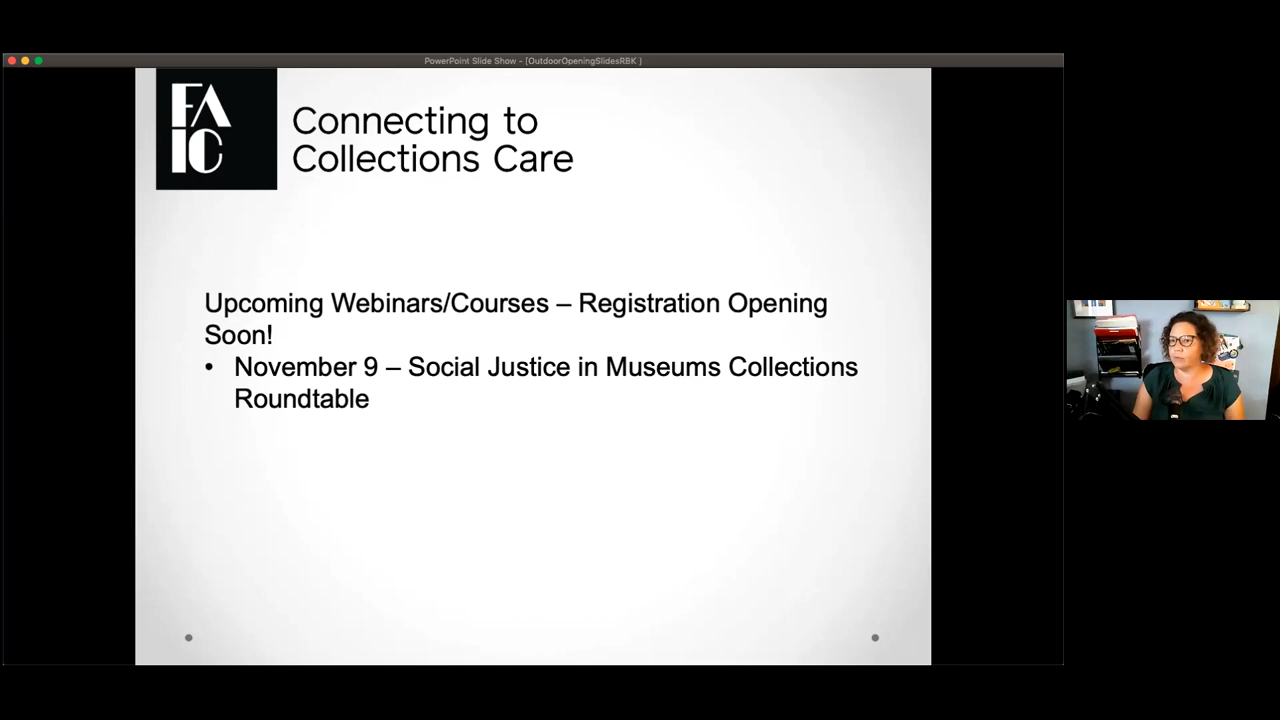 PowerPoint Slide Show - [OutdoorOpeningSlidesRBK ]
FA
IC
Connecting to
Collections Care
Upcoming Webinars/Courses – Registration Opening
Soon!
• November 9 – Social Justice in Museums Collections
Roundtable